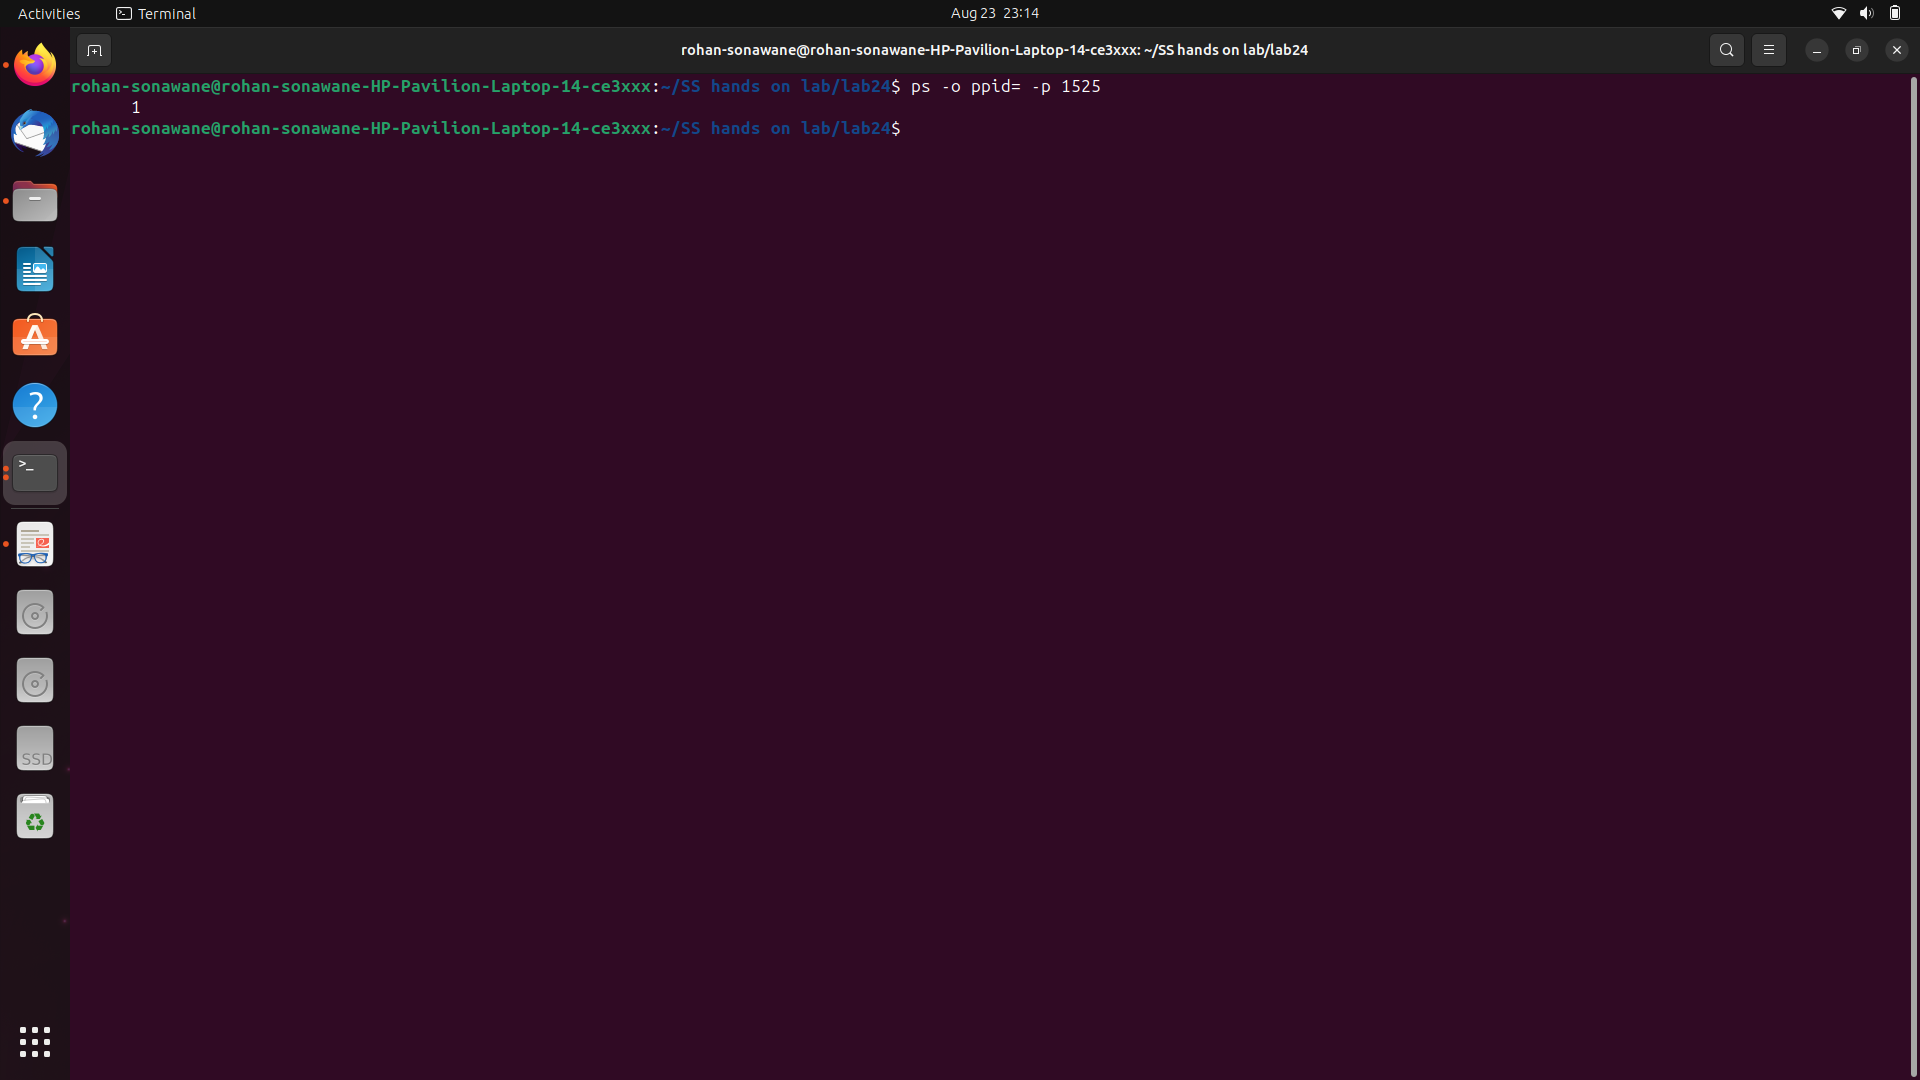 Activities Terminal Aug 23 23:14
rohan-sonawane@rohan-sonawane-HP-Pavilion-Laptop-14-ce3xxx: ~/SS hands on lab/lab24
rohan-sonawane@rohan-sonawane-HP-Pavilion-Laptop-14-ce3xxx:~/SS hands on lab/lab24$ ps -o ppid= -p 1525
1
rohan-sonawane@rohan-sonawane-HP-Pavilion-Laptop-14-ce3xxx:~/SS hands on lab/lab24$
?
>_
SSD